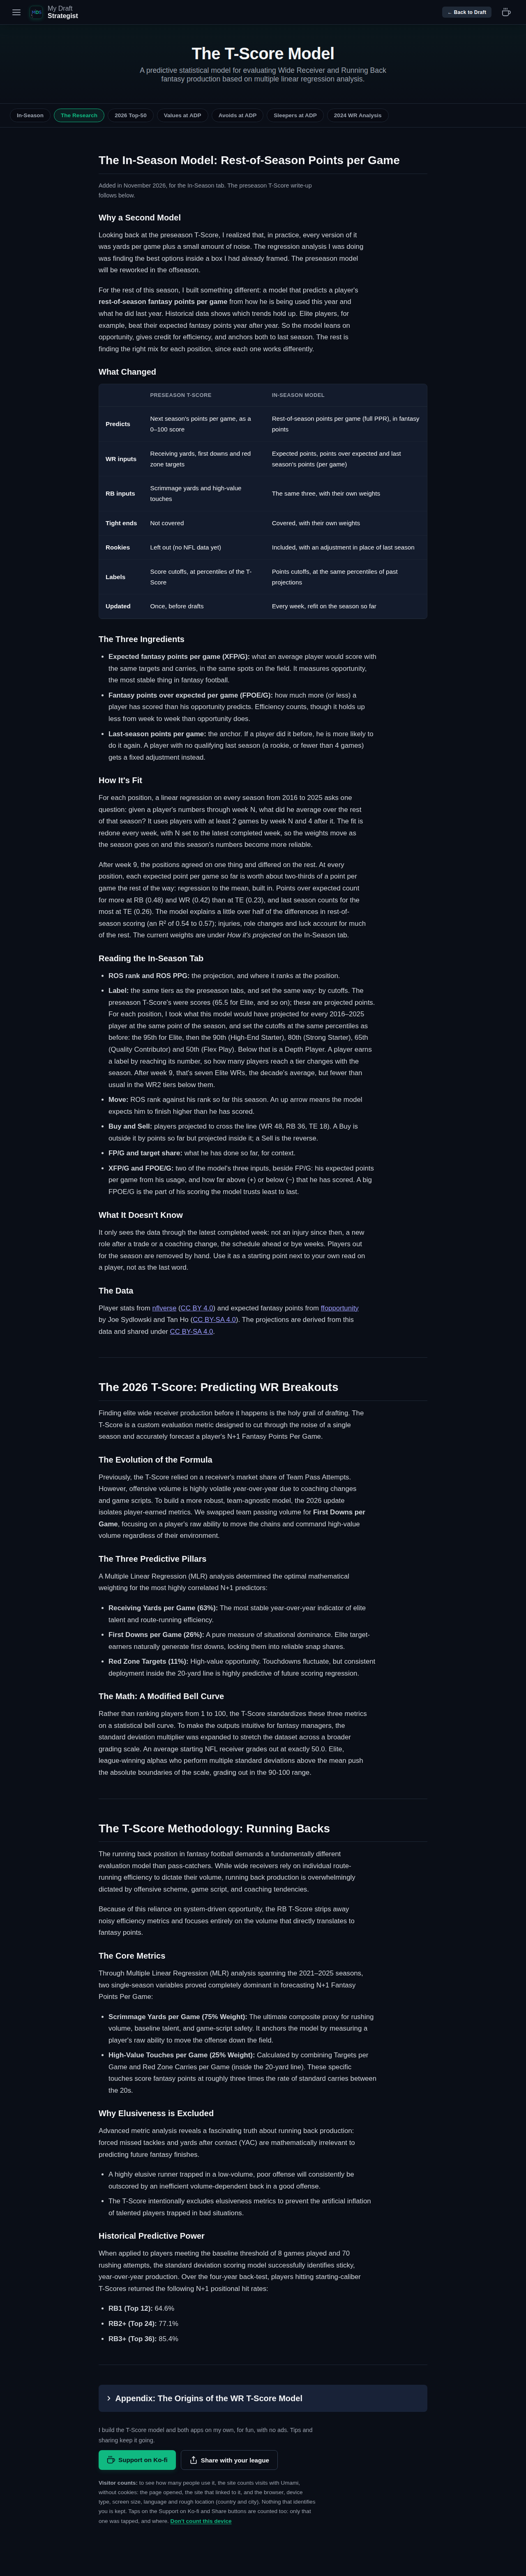 My Draft
Strategist
← Back to Draft
The T-Score Model
A predictive statistical model for evaluating Wide Receiver and Running Back
fantasy production based on multiple linear regression analysis.
In-Season
The Research
2026 Top-50
Values at ADP
Avoids at ADP
Sleepers at ADP
2024 WR Analysis
The In-Season Model: Rest-of-Season Points per Game
Added in November 2026, for the In-Season tab. The preseason T-Score write-up
follows below.
Why a Second Model
Looking back at the preseason T-Score, I realized that, in practice, every version of it
was yards per game plus a small amount of noise. The regression analysis I was doing
was finding the best options inside a box I had already framed. The preseason model
will be reworked in the offseason.
For the rest of this season, I built something different: a model that predicts a player's
rest-of-season fantasy points per game from how he is being used this year and
what he did last year. Historical data shows which trends hold up. Elite players, for
example, beat their expected fantasy points year after year. So the model leans on
opportunity, gives credit for efficiency, and anchors both to last season. The rest is
finding the right mix for each position, since each one works differently.
What Changed
PRESEASON T-SCORE
IN-SEASON MODEL
Predicts
Next season's points per game, as a
0–100 score
Rest-of-season points per game (full PPR), in fantasy
points
WR inputs
Receiving yards, first downs and red
zone targets
Expected points, points over expected and last
season's points (per game)
RB inputs
Scrimmage yards and high-value
touches
The same three, with their own weights
Tight ends
Not covered
Covered, with their own weights
Rookies
Left out (no NFL data yet)
Included, with an adjustment in place of last season
Labels
Score cutoffs, at percentiles of the T-
Score
Points cutoffs, at the same percentiles of past
projections
Updated
Once, before drafts
Every week, refit on the season so far
The Three Ingredients
• Expected fantasy points per game (XFP/G): what an average player would score with
the same targets and carries, in the same spots on the field. It measures opportunity,
the most stable thing in fantasy football.
• Fantasy points over expected per game (FPOE/G): how much more (or less) a
player has scored than his opportunity predicts. Efficiency counts, though it holds up
less from week to week than opportunity does.
• Last-season points per game: the anchor. If a player did it before, he is more likely to
do it again. A player with no qualifying last season (a rookie, or fewer than 4 games)
gets a fixed adjustment instead.
How It's Fit
For each position, a linear regression on every season from 2016 to 2025 asks one
question: given a player's numbers through week N, what did he average over the rest
of that season? It uses players with at least 2 games by week N and 4 after it. The fit is
redone every week, with N set to the latest completed week, so the weights move as
the season goes on and this season's numbers become more reliable.
After week 9, the positions agreed on one thing and differed on the rest. At every
position, each expected point per game so far is worth about two-thirds of a point per
game the rest of the way: regression to the mean, built in. Points over expected count
for more at RB (0.48) and WR (0.42) than at TE (0.23), and last season counts for the
most at TE (0.26). The model explains a little over half of the differences in rest-of-
season scoring (an R² of 0.54 to 0.57); injuries, role changes and luck account for much
of the rest. The current weights are under How it's projected on the In-Season tab.
Reading the In-Season Tab
• ROS rank and ROS PPG: the projection, and where it ranks at the position.
• Label: the same tiers as the preseason tabs, and set the same way: by cutoffs. The
preseason T-Score's were scores (65.5 for Elite, and so on); these are projected points.
For each position, I took what this model would have projected for every 2016–2025
player at the same point of the season, and set the cutoffs at the same percentiles as
before: the 95th for Elite, then the 90th (High-End Starter), 80th (Strong Starter), 65th
(Quality Contributor) and 50th (Flex Play). Below that is a Depth Player. A player earns
a label by reaching its number, so how many players reach a tier changes with the
season. After week 9, that's seven Elite WRs, the decade's average, but fewer than
usual in the WR2 tiers below them.
• Move: ROS rank against his rank so far this season. An up arrow means the model
expects him to finish higher than he has scored.
• Buy and Sell: players projected to cross the line (WR 48, RB 36, TE 18). A Buy is
outside it by points so far but projected inside it; a Sell is the reverse.
• FP/G and target share: what he has done so far, for context.
• XFP/G and FPOE/G: two of the model's three inputs, beside FP/G: his expected points
per game from his usage, and how far above (+) or below (−) that he has scored. A big
FPOE/G is the part of his scoring the model trusts least to last.
What It Doesn't Know
It only sees the data through the latest completed week: not an injury since then, a new
role after a trade or a coaching change, the schedule ahead or bye weeks. Players out
for the season are removed by hand. Use it as a starting point next to your own read on
a player, not as the last word.
The Data
Player stats from nflverse (CC BY 4.0) and expected fantasy points from ffopportunity
by Joe Sydlowski and Tan Ho (CC BY-SA 4.0). The projections are derived from this
data and shared under CC BY-SA 4.0.
The 2026 T-Score: Predicting WR Breakouts
Finding elite wide receiver production before it happens is the holy grail of drafting. The
T-Score is a custom evaluation metric designed to cut through the noise of a single
season and accurately forecast a player's N+1 Fantasy Points Per Game.
The Evolution of the Formula
Previously, the T-Score relied on a receiver's market share of Team Pass Attempts.
However, offensive volume is highly volatile year-over-year due to coaching changes
and game scripts. To build a more robust, team-agnostic model, the 2026 update
isolates player-earned metrics. We swapped team passing volume for First Downs per
Game, focusing on a player's raw ability to move the chains and command high-value
volume regardless of their environment.
The Three Predictive Pillars
A Multiple Linear Regression (MLR) analysis determined the optimal mathematical
weighting for the most highly correlated N+1 predictors:
• Receiving Yards per Game (63%): The most stable year-over-year indicator of elite
talent and route-running efficiency.
• First Downs per Game (26%): A pure measure of situational dominance. Elite target-
earners naturally generate first downs, locking them into reliable snap shares.
• Red Zone Targets (11%): High-value opportunity. Touchdowns fluctuate, but consistent
deployment inside the 20-yard line is highly predictive of future scoring regression.
The Math: A Modified Bell Curve
Rather than ranking players from 1 to 100, the T-Score standardizes these three metrics
on a statistical bell curve. To make the outputs intuitive for fantasy managers, the
standard deviation multiplier was expanded to stretch the dataset across a broader
grading scale. An average starting NFL receiver grades out at exactly 50.0. Elite,
league-winning alphas who perform multiple standard deviations above the mean push
the absolute boundaries of the scale, grading out in the 90-100 range.
The T-Score Methodology: Running Backs
The running back position in fantasy football demands a fundamentally different
evaluation model than pass-catchers. While wide receivers rely on individual route-
running efficiency to dictate their volume, running back production is overwhelmingly
dictated by offensive scheme, game script, and coaching tendencies.
Because of this reliance on system-driven opportunity, the RB T-Score strips away
noisy efficiency metrics and focuses entirely on the volume that directly translates to
fantasy points.
The Core Metrics
Through Multiple Linear Regression (MLR) analysis spanning the 2021–2025 seasons,
two single-season variables proved completely dominant in forecasting N+1 Fantasy
Points Per Game:
• Scrimmage Yards per Game (75% Weight): The ultimate composite proxy for rushing
volume, baseline talent, and game-script safety. It anchors the model by measuring a
player's raw ability to move the offense down the field.
• High-Value Touches per Game (25% Weight): Calculated by combining Targets per
Game and Red Zone Carries per Game (inside the 20-yard line). These specific
touches score fantasy points at roughly three times the rate of standard carries between
the 20s.
Why Elusiveness is Excluded
Advanced metric analysis reveals a fascinating truth about running back production:
forced missed tackles and yards after contact (YAC) are mathematically irrelevant to
predicting future fantasy finishes.
• A highly elusive runner trapped in a low-volume, poor offense will consistently be
outscored by an inefficient volume-dependent back in a good offense.
• The T-Score intentionally excludes elusiveness metrics to prevent the artificial inflation
of talented players trapped in bad situations.
Historical Predictive Power
When applied to players meeting the baseline threshold of 8 games played and 70
rushing attempts, the standard deviation scoring model successfully identifies sticky,
year-over-year production. Over the four-year back-test, players hitting starting-caliber
T-Scores returned the following N+1 positional hit rates:
• RB1 (Top 12): 64.6%
• RB2+ (Top 24): 77.1%
• RB3+ (Top 36): 85.4%
Appendix: The Origins of the WR T-Score Model
I build the T-Score model and both apps on my own, for fun, with no ads. Tips and
sharing keep it going.
Support on Ko-fi
Share with your league
Visitor counts: to see how many people use it, the site counts visits with Umami,
without cookies: the page opened, the site that linked to it, and the browser, device
type, screen size, language and rough location (country and city). Nothing that identifies
you is kept. Taps on the Support on Ko-fi and Share buttons are counted too: only that
one was tapped, and where. Don't count this device